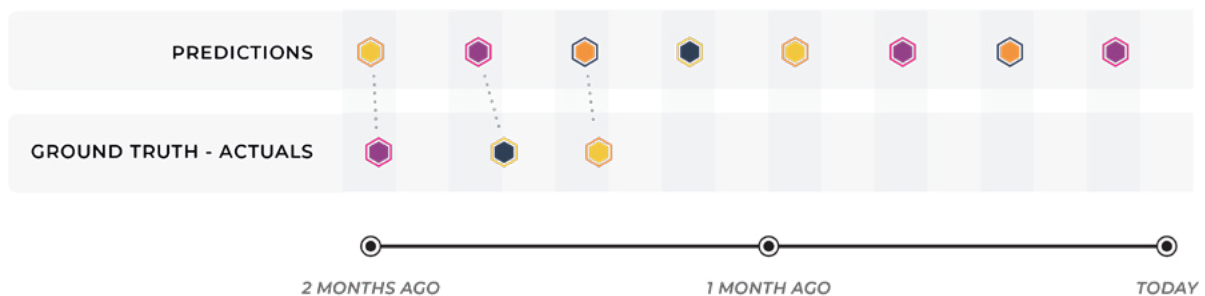 PREDICTIONS
GROUND TRUTH - ACTUALS
2 MONTHS AGO
1 MONTH AGO
TODAY